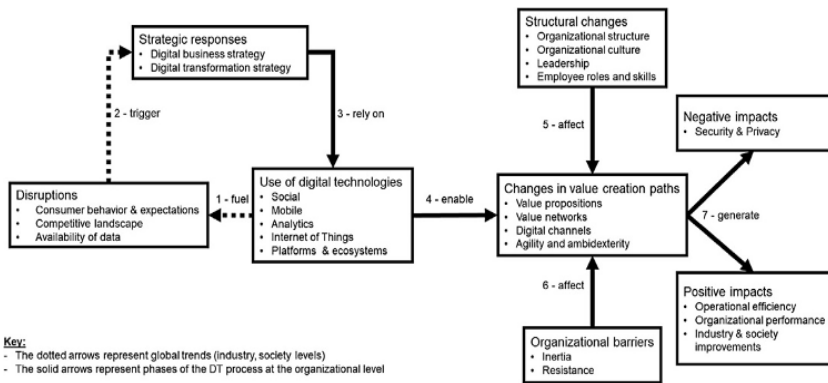 Strategic responses
• Digital business strategy
• Digital transformation strategy
Structural changes
• Organizational structure
• Organizational culture
• Leadership
• Employee roles and skills
2 - trigger
3 - rely on
5 - affect
Negative impacts
• Security & Privacy
Disruptions
• Consumer behavior & expectations
• Competitive landscape
• Availability of data
1 - fuel
Use of digital technologies
• Social
• Mobile
• Analytics
• Internet of Things
• Platforms & ecosystems
4 - enable
Changes in value creation paths
• Value propositions
• Value networks
• Digital channels
• Agility and ambidexterity
7 - generate
6 - affect
Positive impacts
• Operational efficiency
• Organizational performance
• Industry & society
improvements
Organizational barriers
• Inertia
• Resistance
Key:
- The dotted arrows represent global trends (industry, society levels)
- The solid arrows represent phases of the DT process at the organizational level